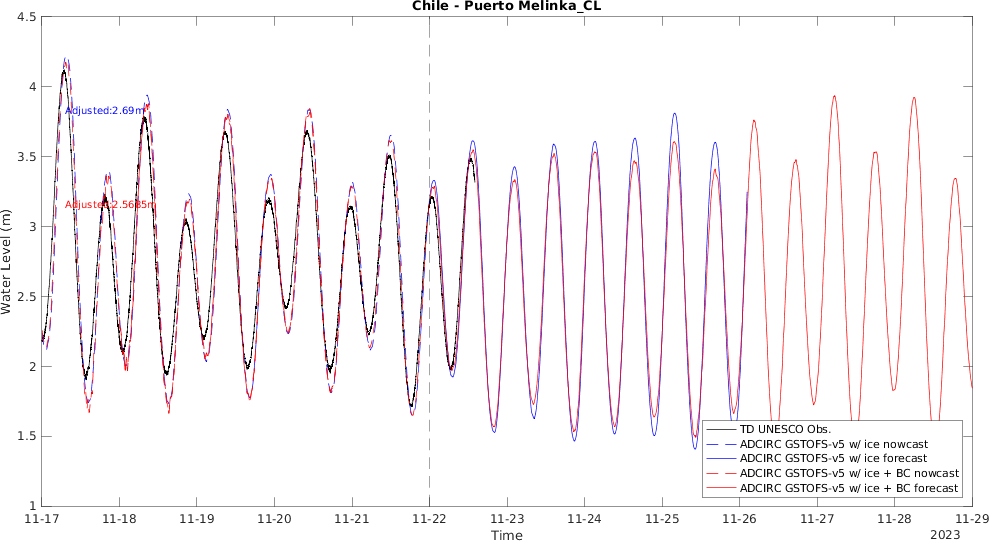 Chile - Puerto Melinka_CL
4.5
4
3.5
3
2.5
2
1.5
1
Water Level (m)
Adjusted:2.69m
Adjusted:2.5685m
TD UNESCO Obs.
ADCIRC GSTOFS-v5 w/ ice nowcast
ADCIRC GSTOFS-v5 w/ ice forecast
ADCIRC GSTOFS-v5 w/ ice + BC nowcast
ADCIRC GSTOFS-v5 w/ ice + BC forecast
11-17 11-18 11-19 11-20 11-21 11-22 11-23 11-24 11-25 11-26 11-27 11-28 11-29
Time
2023